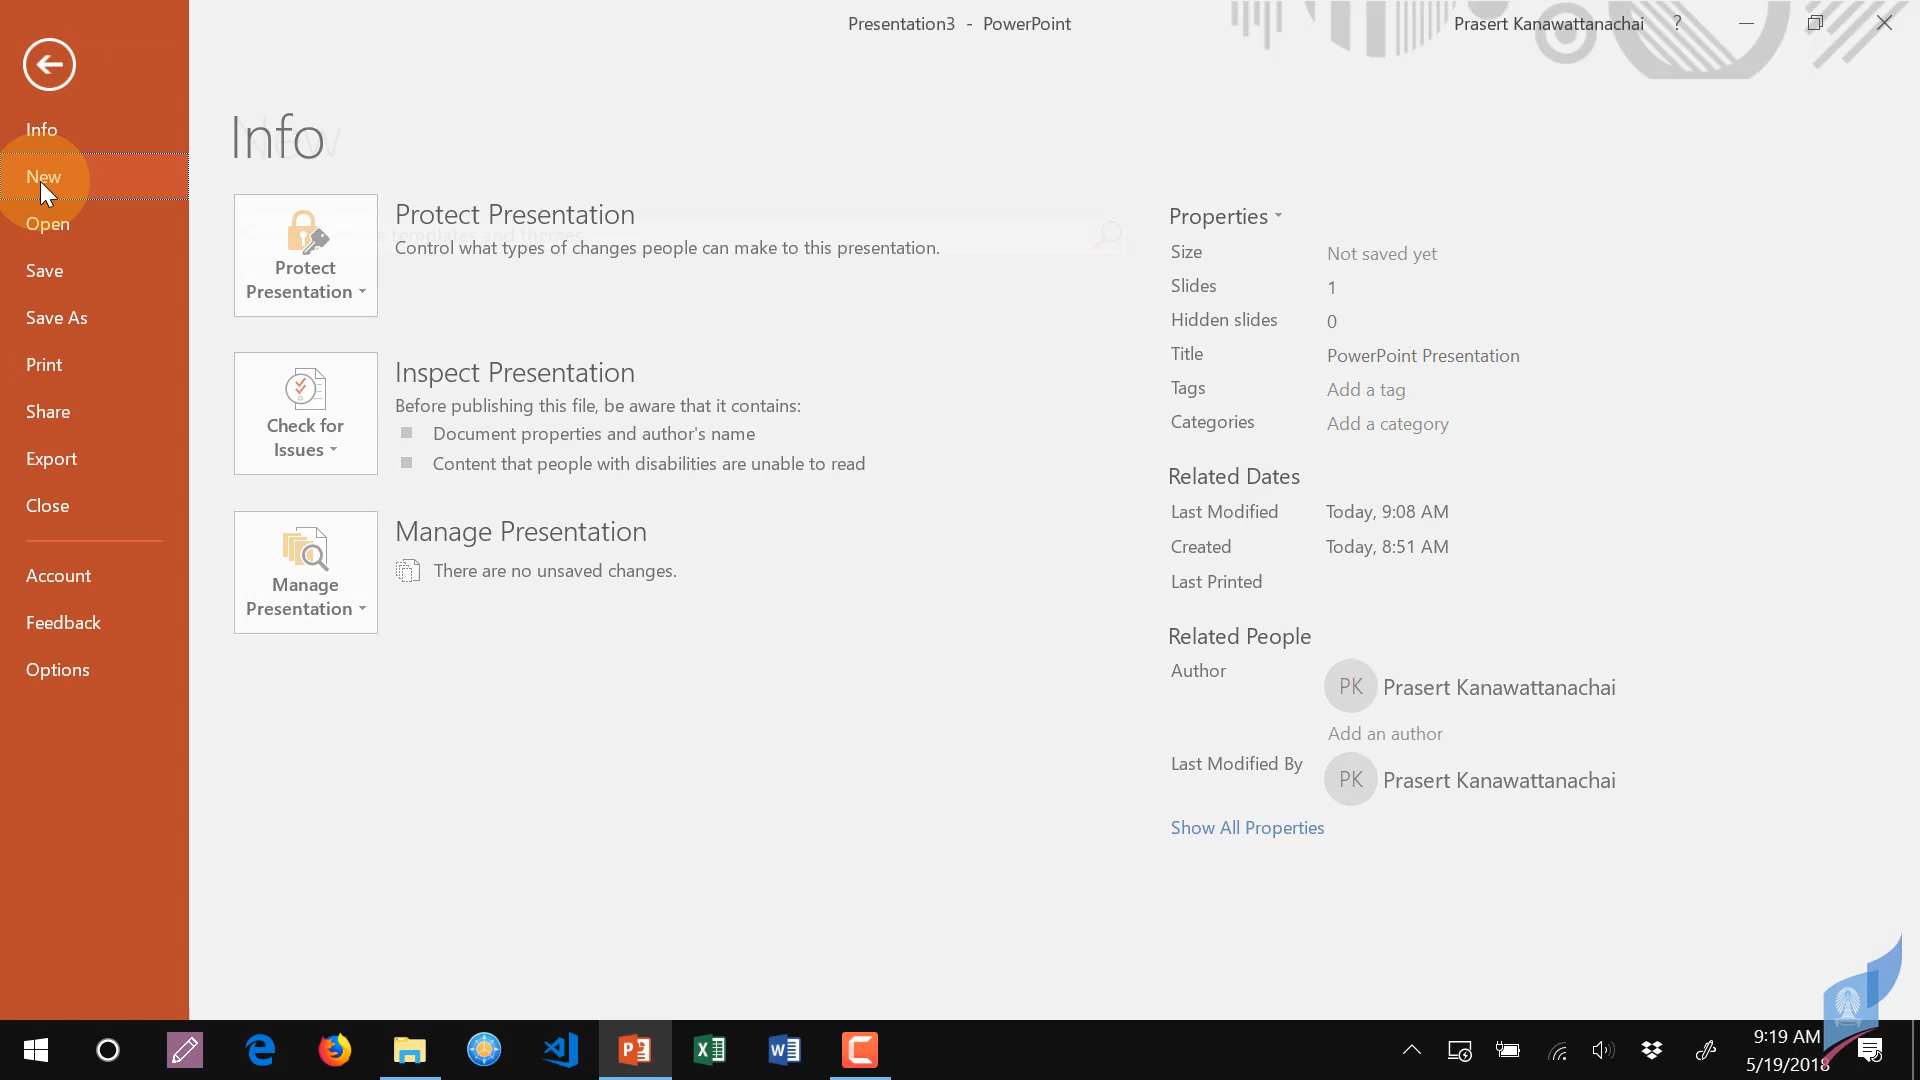 Presentation3 - PowerPoint
Prasert Kanawattanachai
?
Info
New
Open
Save
Save As
Print
Share
Export
Close
Account
Feedback
Options
Info
New
Protect
Presentation
Protect Presentation
templates and themes
Control what types of changes people can make to this presentation.
Check for
Issues
Inspect Presentation
Before publishing this file, be aware that it contains:
Document properties and author's name
Content that people with disabilities are unable to read
Manage
Presentation
Manage Presentation
There are no unsaved changes.
Properties
Size Not saved yet
Slides 1
Hidden slides 0
Title PowerPoint Presentation
Tags Add a tag
Categories Add a category
Related Dates
Last Modified Today, 9:08 AM
Created Today, 8:51 AM
Last Printed
Related People
Author PK Prasert Kanawattanachai
Add an author
Last Modified By PK Prasert Kanawattanachai
Show All Properties
9:19 AM
5/19/2018